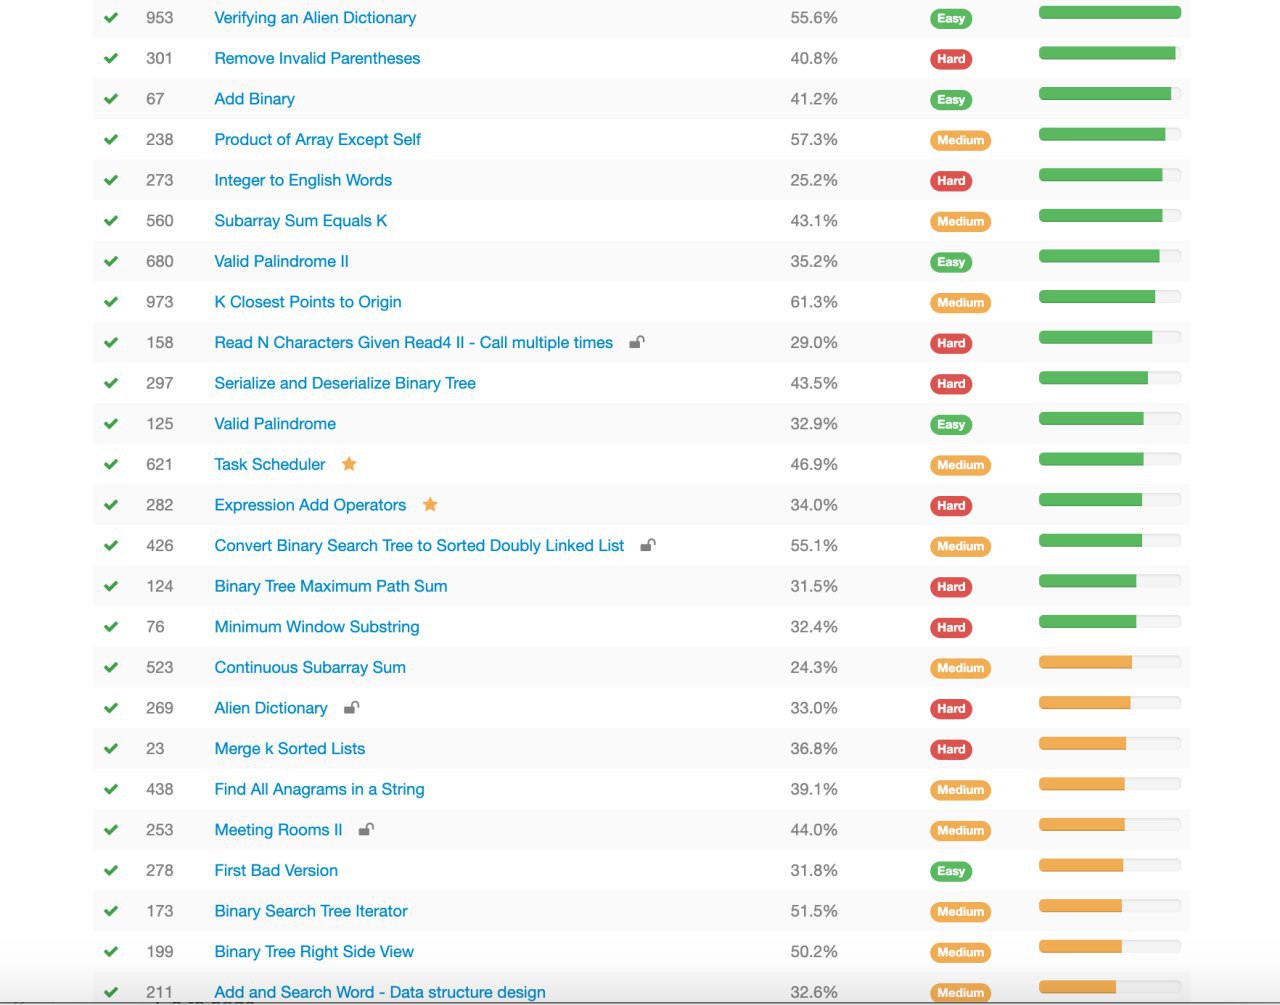 953 Verifying an Alien Dictionary 55.6% Easy
301 Remove Invalid Parentheses 40.8% Hard
67 Add Binary 41.2% Easy
238 Product of Array Except Self 57.3% Medium
273 Integer to English Words 25.2% Hard
560 Subarray Sum Equals K 43.1% Medium
680 Valid Palindrome II 35.2% Easy
973 K Closest Points to Origin 61.3% Medium
158 Read N Characters Given Read4 II - Call multiple times 29.0% Hard
297 Serialize and Deserialize Binary Tree 43.5% Hard
125 Valid Palindrome 32.9% Easy
621 Task Scheduler 46.9% Medium
282 Expression Add Operators 34.0% Hard
426 Convert Binary Search Tree to Sorted Doubly Linked List 55.1% Medium
124 Binary Tree Maximum Path Sum 31.5% Hard
76 Minimum Window Substring 32.4% Hard
523 Continuous Subarray Sum 24.3% Medium
269 Alien Dictionary 33.0% Hard
23 Merge k Sorted Lists 36.8% Hard
438 Find All Anagrams in a String 39.1% Medium
253 Meeting Rooms II 44.0% Medium
278 First Bad Version 31.8% Easy
173 Binary Search Tree Iterator 51.5% Medium
199 Binary Tree Right Side View 50.2% Medium
211 Add and Search Word - Data structure design 32.6% Medium